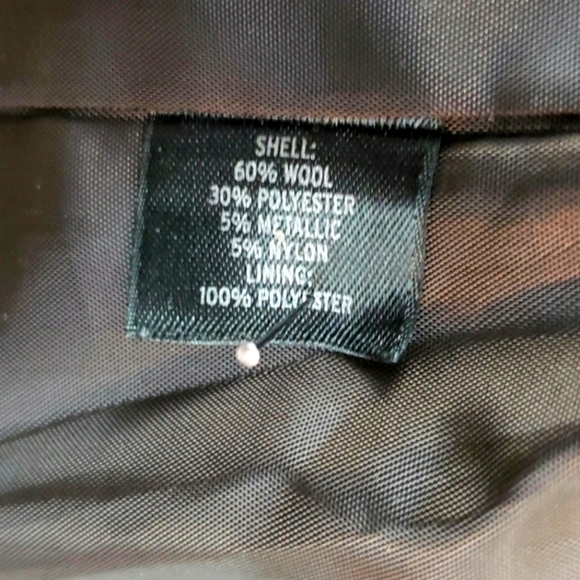 SHELL:
60% WOOL
30% POLYESTER
5% METALLIC
5% NYLON
LINING:
100% POLYESTER